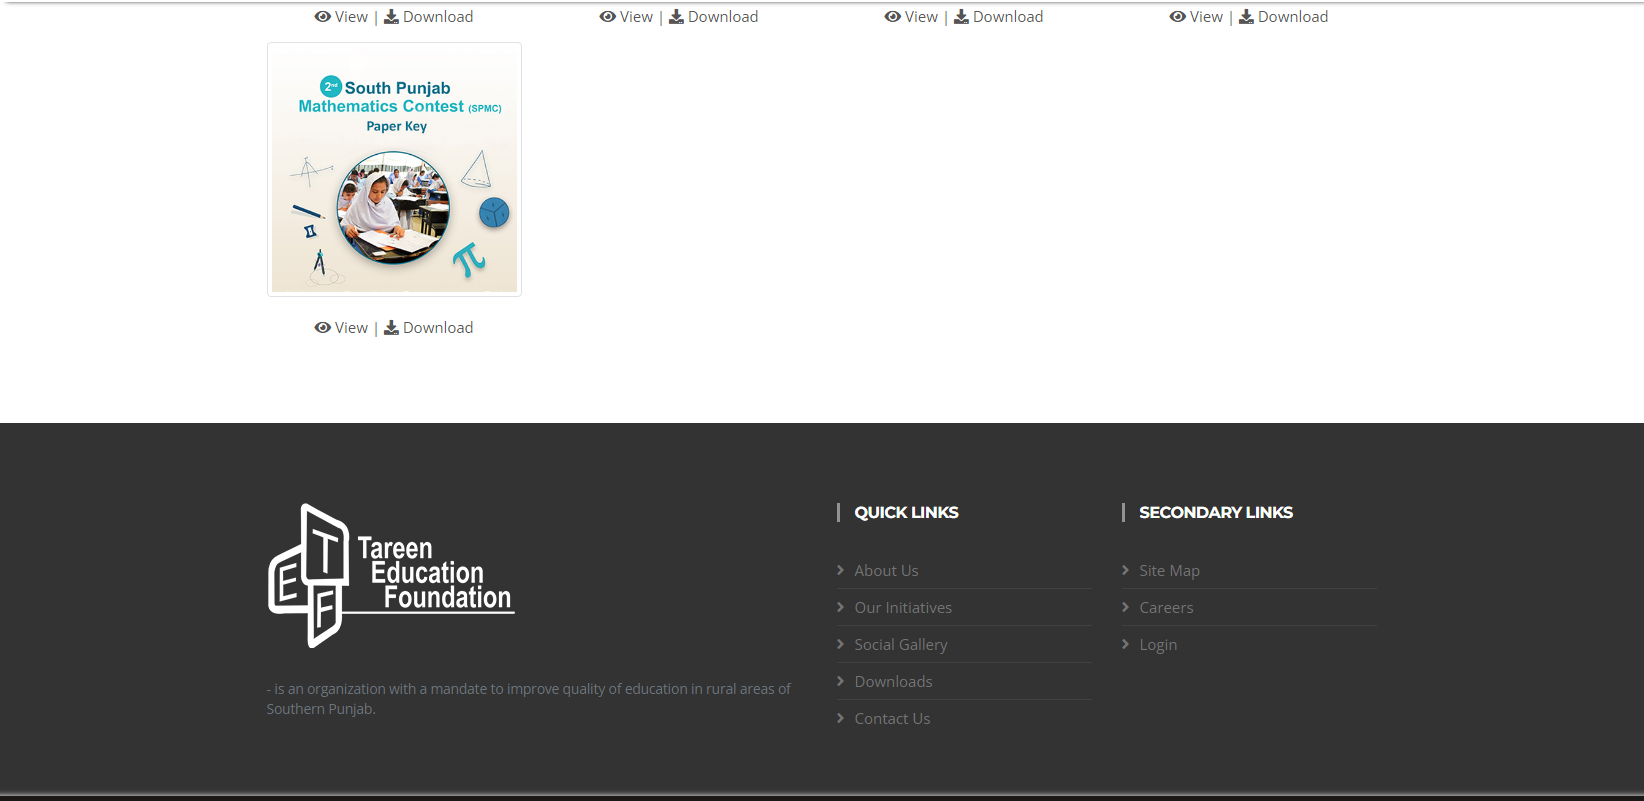 View | Download View | Download View | Download View | Download
2nd South Punjab
Mathematics Contest (SPMC)
Paper Key
π
View | Download
TEF
Tareen
Education
Foundation
- is an organization with a mandate to improve quality of education in rural areas of
Southern Punjab.
QUICK LINKS
About Us
Our Initiatives
Social Gallery
Downloads
Contact Us
SECONDARY LINKS
Site Map
Careers
Login